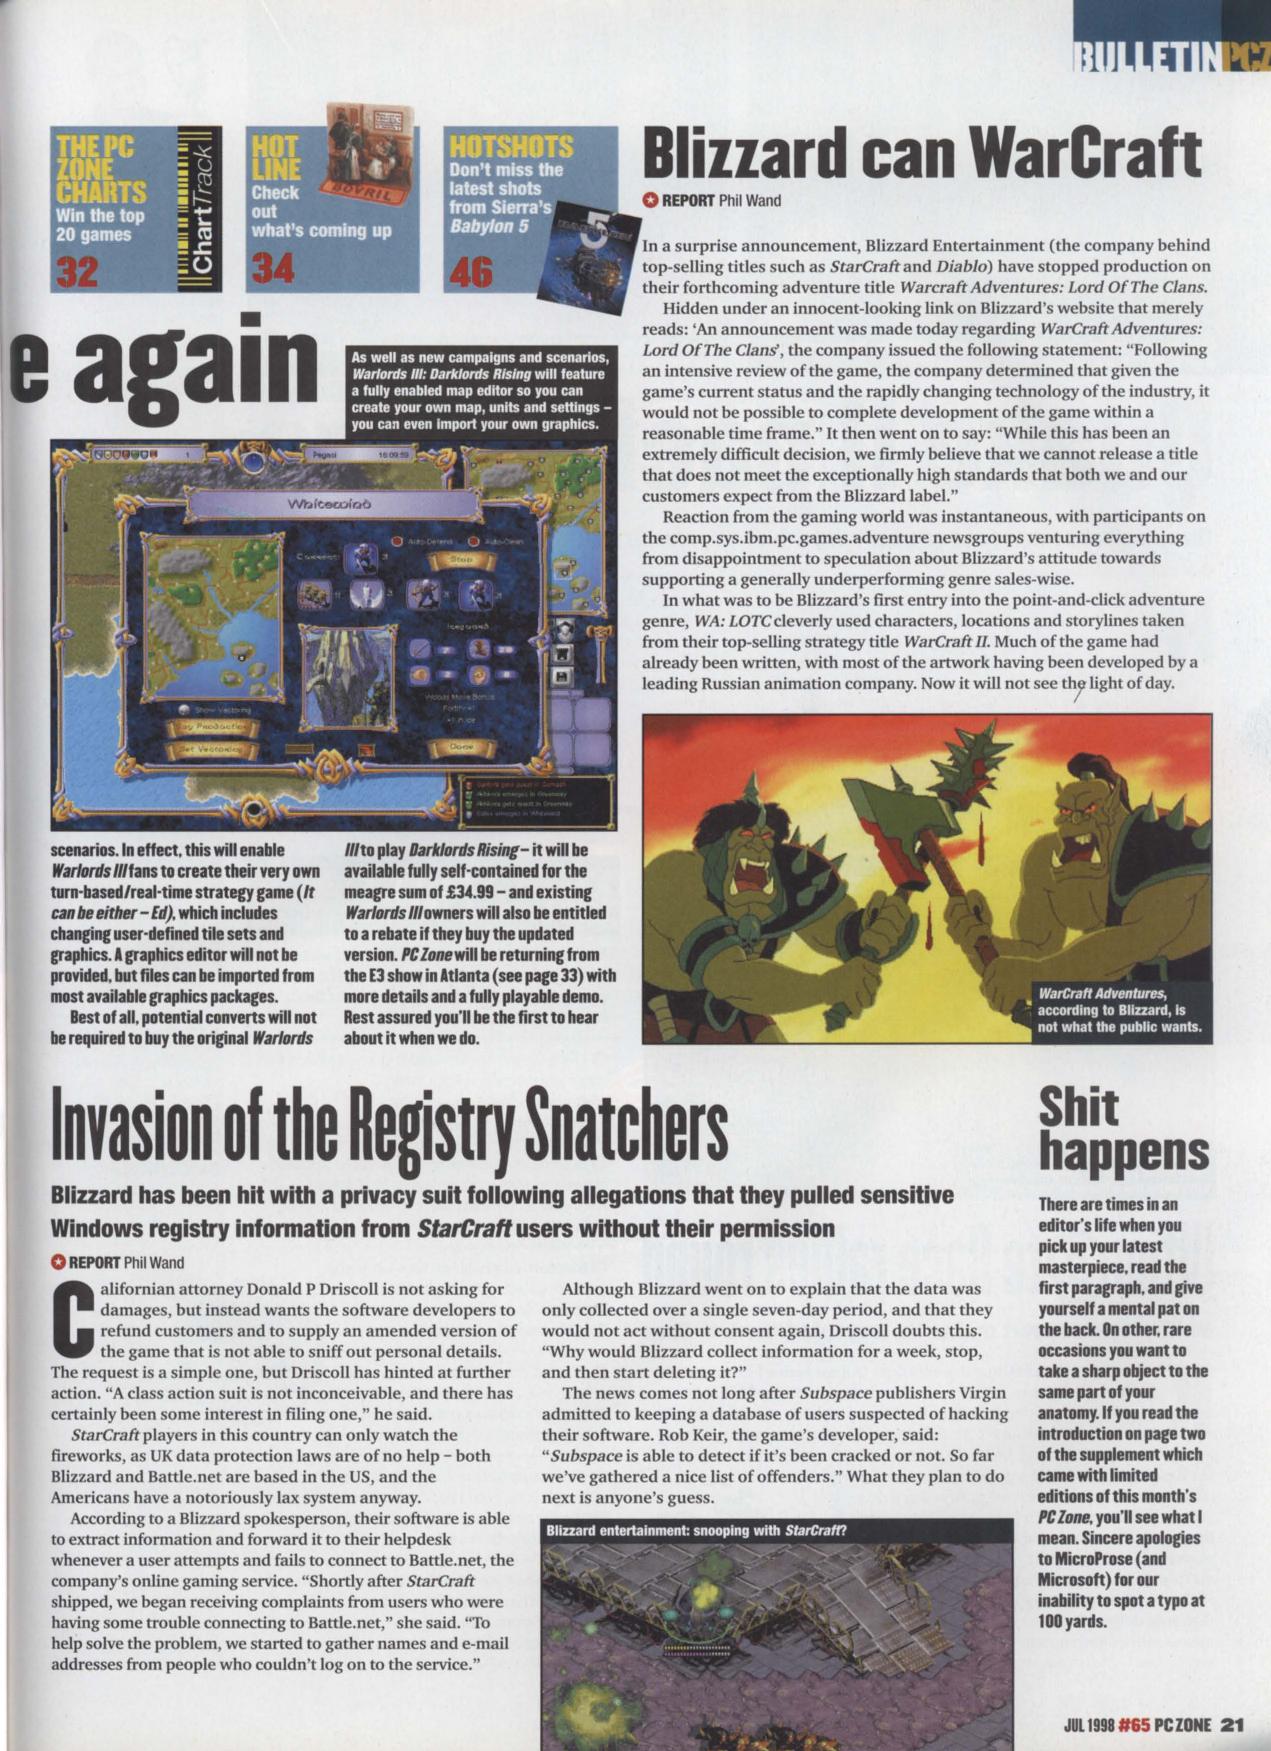 BULLETIN PCZ
THE PC
ZONE
CHARTS
Win the top
20 games
32
ChartTrack
HOT
LINE
Check
out
what's coming up
34
BOVRIL
HOTSHOTS
Don't miss the
latest shots
from Sierra's
Babylon 5
46
5
e again
As well as new campaigns and scenarios,
Warlords III: Darklords Rising will feature
a fully enabled map editor so you can
create your own map, units and settings –
you can even import your own graphics.
1
Pegasi
16:09:59
Whitewind
Auto-Defend
Auto-Clean
Stop
Show Vectoring
Buy Production
Set Vectoring
Done
scenarios. In effect, this will enable
Warlords III fans to create their very own
turn-based/real-time strategy game (It
can be either – Ed), which includes
changing user-defined tile sets and
graphics. A graphics editor will not be
provided, but files can be imported from
most available graphics packages.
Best of all, potential converts will not
be required to buy the original Warlords
III to play Darklords Rising – it will be
available fully self-contained for the
meagre sum of £34.99 – and existing
Warlords III owners will also be entitled
to a rebate if they buy the updated
version. PC Zone will be returning from
the E3 show in Atlanta (see page 33) with
more details and a fully playable demo.
Rest assured you'll be the first to hear
about it when we do.
Blizzard can WarCraft
REPORT Phil Wand
In a surprise announcement, Blizzard Entertainment (the company behind
top-selling titles such as StarCraft and Diablo) have stopped production on
their forthcoming adventure title Warcraft Adventures: Lord Of The Clans.
Hidden under an innocent-looking link on Blizzard's website that merely
reads: 'An announcement was made today regarding WarCraft Adventures:
Lord Of The Clans', the company issued the following statement: “Following
an intensive review of the game, the company determined that given the
game's current status and the rapidly changing technology of the industry, it
would not be possible to complete development of the game within a
reasonable time frame.” It then went on to say: “While this has been an
extremely difficult decision, we firmly believe that we cannot release a title
that does not meet the exceptionally high standards that both we and our
customers expect from the Blizzard label.”
Reaction from the gaming world was instantaneous, with participants on
the comp.sys.ibm.pc.games.adventure newsgroups venturing everything
from disappointment to speculation about Blizzard's attitude towards
supporting a generally underperforming genre sales-wise.
In what was to be Blizzard's first entry into the point-and-click adventure
genre, WA: LOTC cleverly used characters, locations and storylines taken
from their top-selling strategy title WarCraft II. Much of the game had
already been written, with most of the artwork having been developed by a
leading Russian animation company. Now it will not see the light of day.
WarCraft Adventures,
according to Blizzard, is
not what the public wants.
Invasion of the Registry Snatchers
Blizzard has been hit with a privacy suit following allegations that they pulled sensitive
Windows registry information from StarCraft users without their permission
REPORT Phil Wand
Californian attorney Donald P Driscoll is not asking for
damages, but instead wants the software developers to
refund customers and to supply an amended version of
the game that is not able to sniff out personal details.
The request is a simple one, but Driscoll has hinted at further
action. “A class action suit is not inconceivable, and there has
certainly been some interest in filing one,” he said.
StarCraft players in this country can only watch the
fireworks, as UK data protection laws are of no help – both
Blizzard and Battle.net are based in the US, and the
Americans have a notoriously lax system anyway.
According to a Blizzard spokesperson, their software is able
to extract information and forward it to their helpdesk
whenever a user attempts and fails to connect to Battle.net, the
company's online gaming service. “Shortly after StarCraft
shipped, we began receiving complaints from users who were
having some trouble connecting to Battle.net,” she said. “To
help solve the problem, we started to gather names and e-mail
addresses from people who couldn't log on to the service.”
Although Blizzard went on to explain that the data was
only collected over a single seven-day period, and that they
would not act without consent again, Driscoll doubts this.
“Why would Blizzard collect information for a week, stop,
and then start deleting it?”
The news comes not long after Subspace publishers Virgin
admitted to keeping a database of users suspected of hacking
their software. Rob Keir, the game's developer, said:
“Subspace is able to detect if it's been cracked or not. So far
we've gathered a nice list of offenders.” What they plan to do
next is anyone's guess.
Blizzard entertainment: snooping with StarCraft?
Shit
happens
There are times in an
editor's life when you
pick up your latest
masterpiece, read the
first paragraph, and give
yourself a mental pat on
the back. On other, rare
occasions you want to
take a sharp object to the
same part of your
anatomy. If you read the
introduction on page two
of the supplement which
came with limited
editions of this month's
PC Zone, you'll see what I
mean. Sincere apologies
to MicroProse (and
Microsoft) for our
inability to spot a typo at
100 yards.
JUL 1998 #65 PC ZONE 21